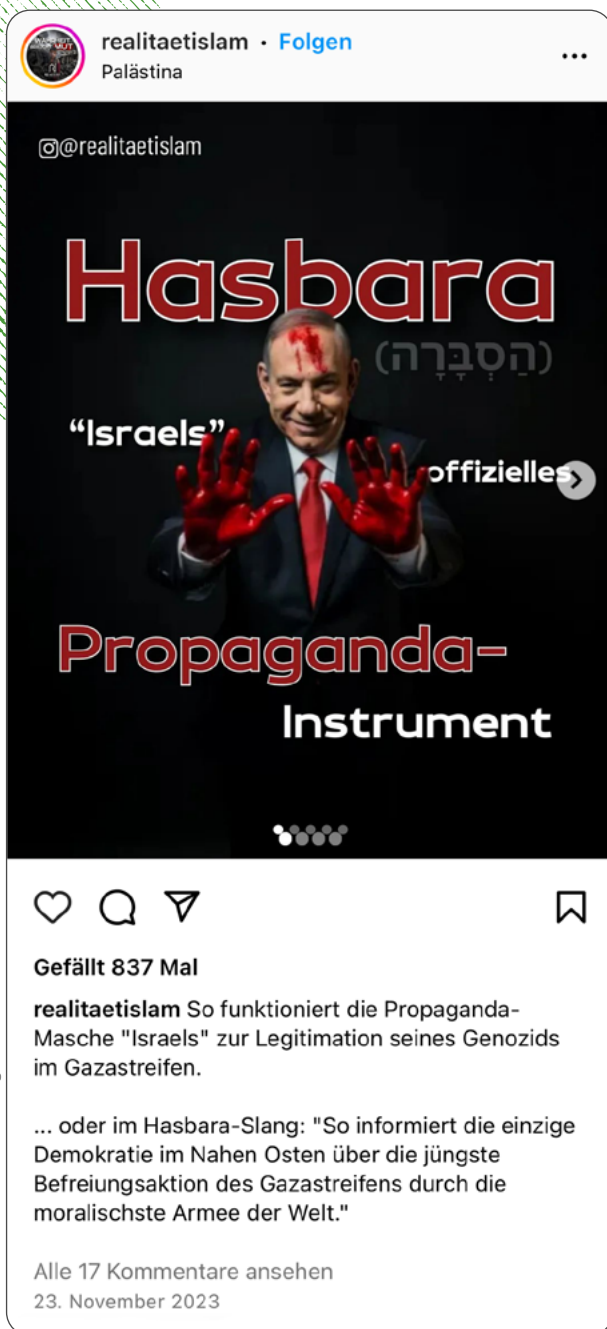 realitaetislam • Folgen
Palästina
@realitaetislam
Hasbara
(הַסְבָּרָה)
“Israels”
offizielles
Propaganda-
Instrument
Gefällt 837 Mal
realitaetislam So funktioniert die Propaganda-
Masche "Israels" zur Legitimation seines Genozids
im Gazastreifen.
... oder im Hasbara-Slang: "So informiert die einzige
Demokratie im Nahen Osten über die jüngste
Befreiungsaktion des Gazastreifens durch die
moralischste Armee der Welt."
Alle 17 Kommentare ansehen
23. November 2023